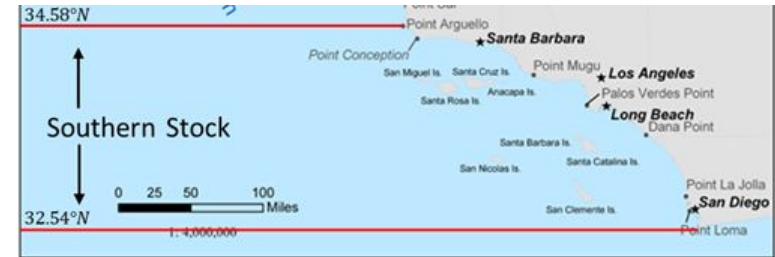 34.58°N
Point Arguello
Point Conception
Santa Barbara
Point Mugu
Los Angeles
San Miguel Is.
Santa Cruz Is.
Anacapa Is.
Santa Rosa Is.
Palos Verdes Point
Long Beach
Dana Point
Southern Stock
Santa Barbara Is.
San Nicolas Is.
Santa Catalina Is.
0 25 50 100
Miles
San Clemente Is.
Point La Jolla
San Diego
32.54°N
1: 4,000,000
Point Loma